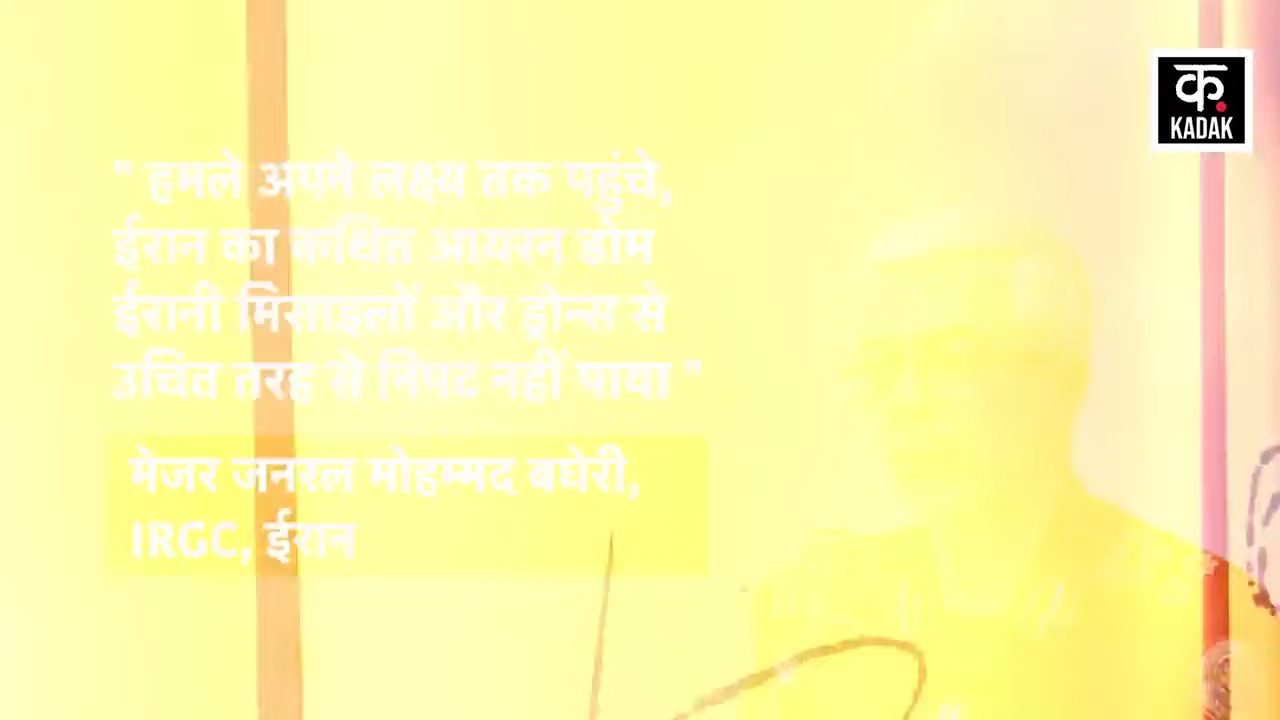 क.
KADAK
" हमले अपने लक्ष्य तक पहुंचे,
ईरान का कथित आयरन डोम
ईरानी मिसाइलों और ड्रोन्स से
उचित तरह से निपट नहीं पाया "
मेजर जनरल मोहम्मद बघेरी,
IRGC, ईरान